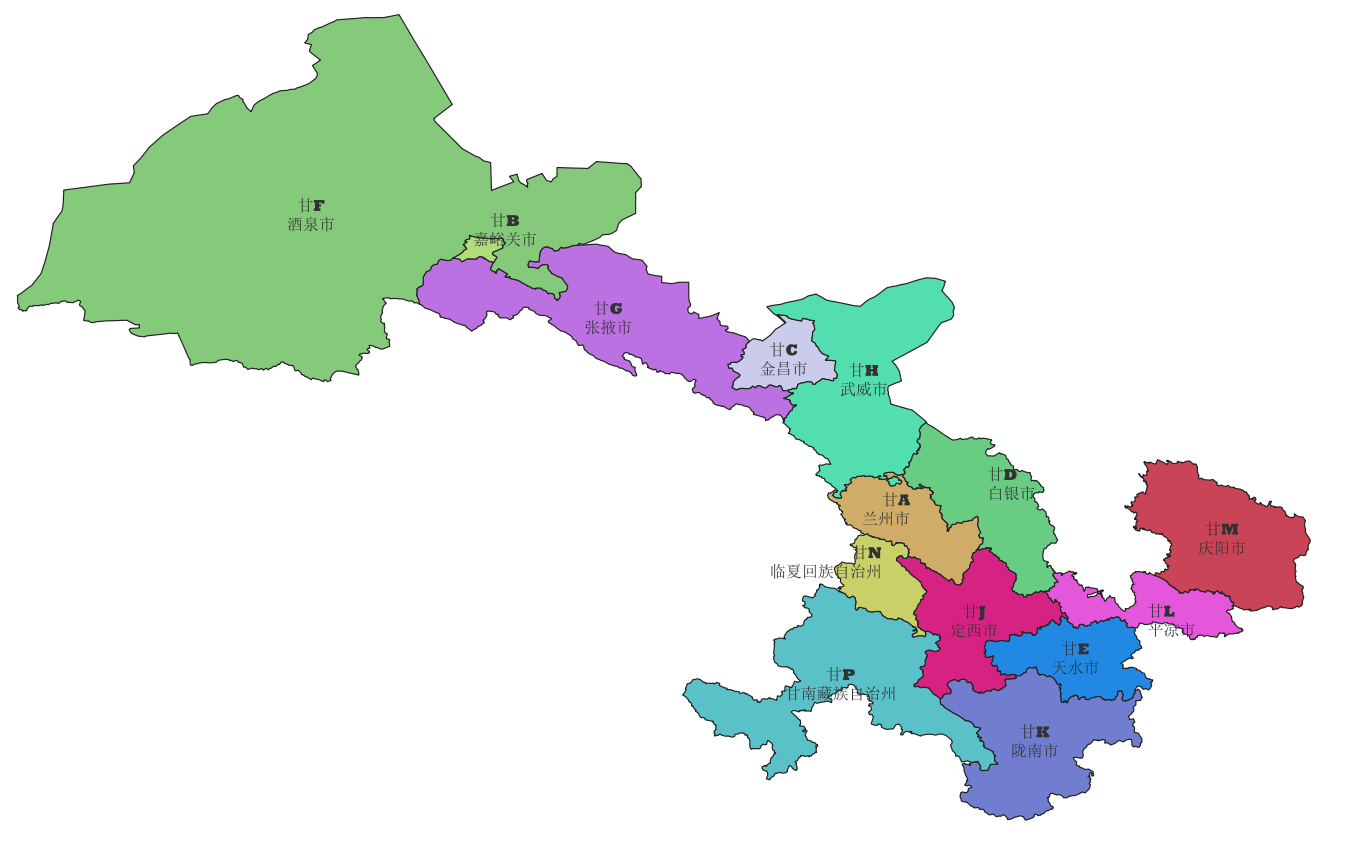 甘F
酒泉市
甘B
嘉峪关市
甘G
张掖市
甘C
金昌市
甘H
武威市
甘D
白银市
甘A
兰州市
甘M
庆阳市
甘N
临夏回族自治州
甘J
定西市
甘L
平凉市
甘E
天水市
甘P
甘南藏族自治州
甘K
陇南市